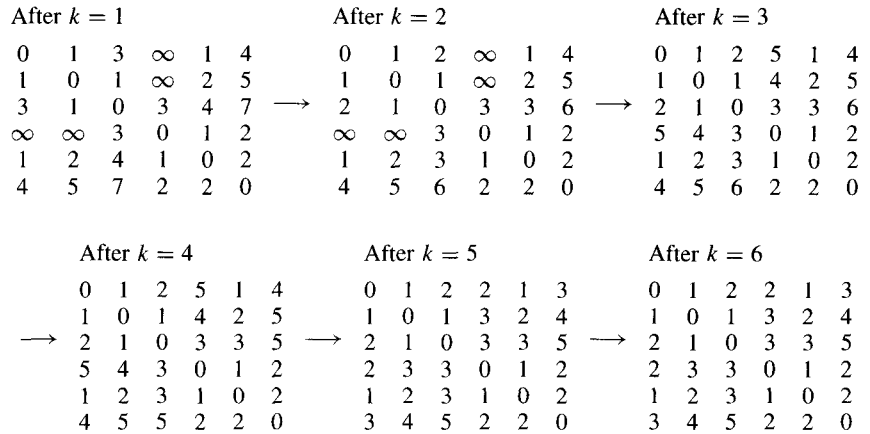 After k = 1 After k = 2 After k = 3
0 1 3 ∞ 1 4 0 1 2 ∞ 1 4 0 1 2 5 1 4
1 0 1 ∞ 2 5 1 0 1 ∞ 2 5 1 0 1 4 2 5
3 1 0 3 4 7 → 2 1 0 3 3 6 → 2 1 0 3 3 6
∞ ∞ 3 0 1 2 ∞ ∞ 3 0 1 2 5 4 3 0 1 2
1 2 4 1 0 2 1 2 3 1 0 2 1 2 3 1 0 2
4 5 7 2 2 0 4 5 6 2 2 0 4 5 6 2 2 0
After k = 4 After k = 5 After k = 6
0 1 2 5 1 4 0 1 2 2 1 3 0 1 2 2 1 3
1 0 1 4 2 5 1 0 1 3 2 4 1 0 1 3 2 4
→ 2 1 0 3 3 5 → 2 1 0 3 3 5 → 2 1 0 3 3 5
5 4 3 0 1 2 2 3 3 0 1 2 2 3 3 0 1 2
1 2 3 1 0 2 1 2 3 1 0 2 1 2 3 1 0 2
4 5 5 2 2 0 3 4 5 2 2 0 3 4 5 2 2 0